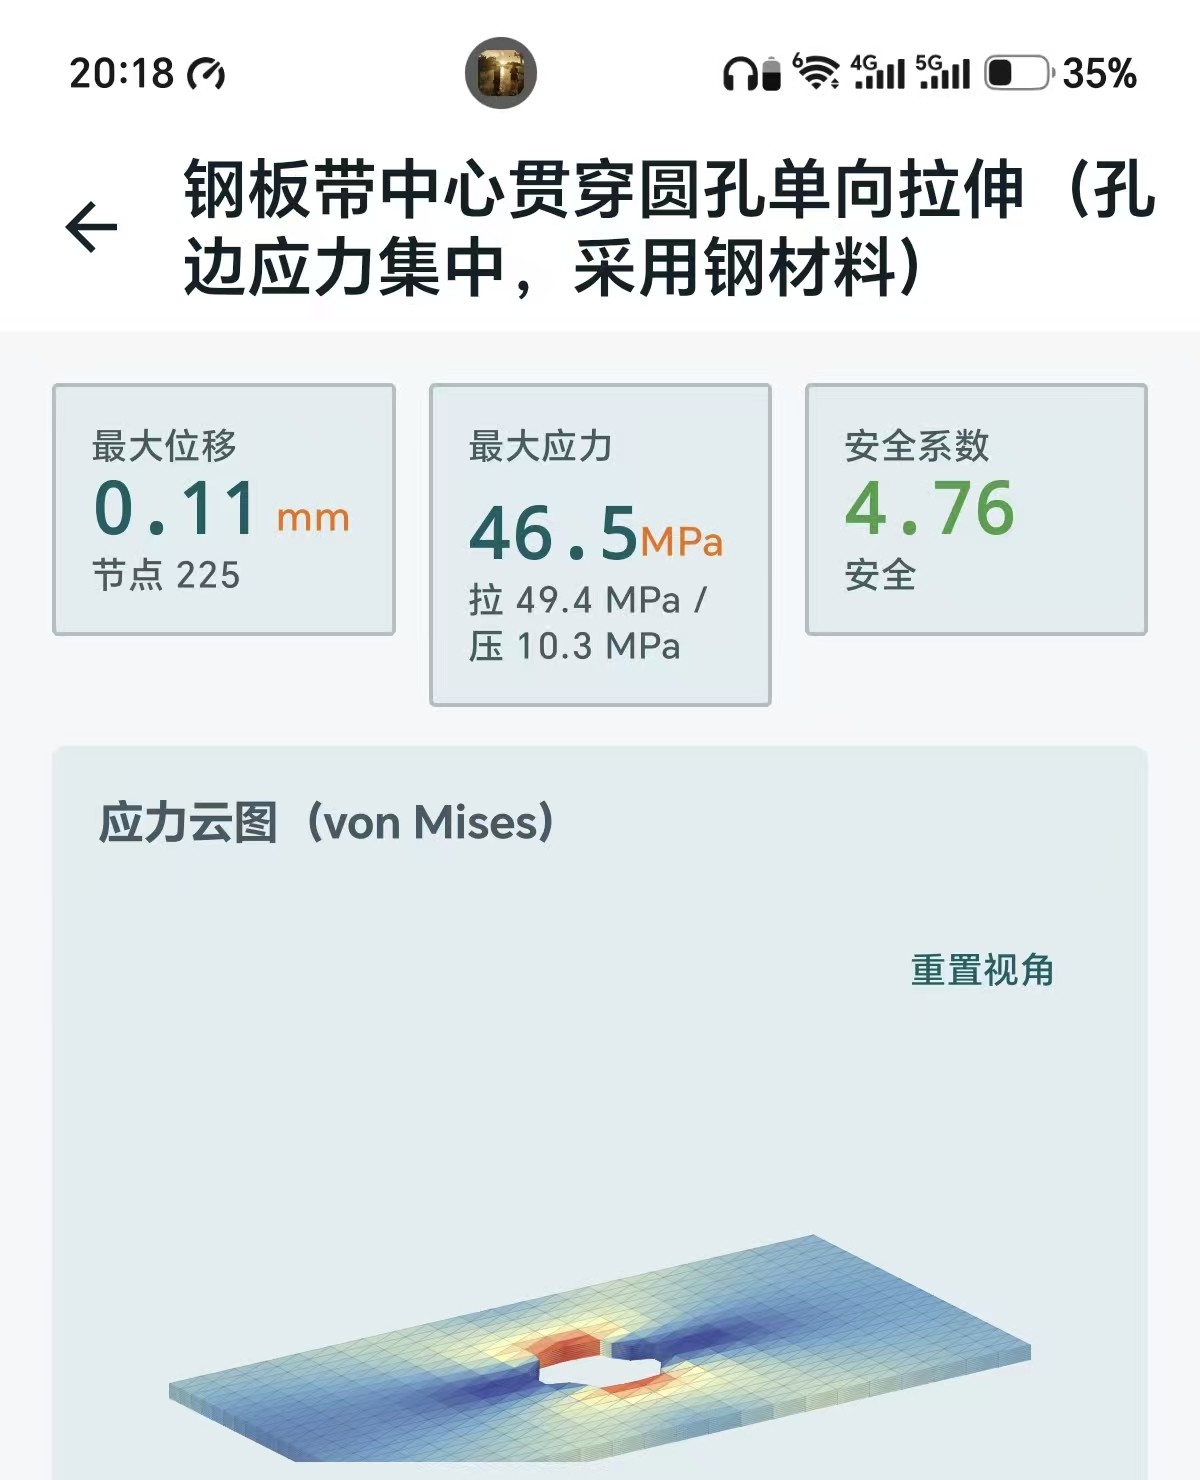 20:18
6 4G 5G 35%
钢板带中心贯穿圆孔单向拉伸（孔
边应力集中，采用钢材料）
最大位移
0.11 mm
节点 225
最大应力
46.5MPa
拉 49.4 MPa /
压 10.3 MPa
安全系数
4.76
安全
应力云图（von Mises）
重置视角